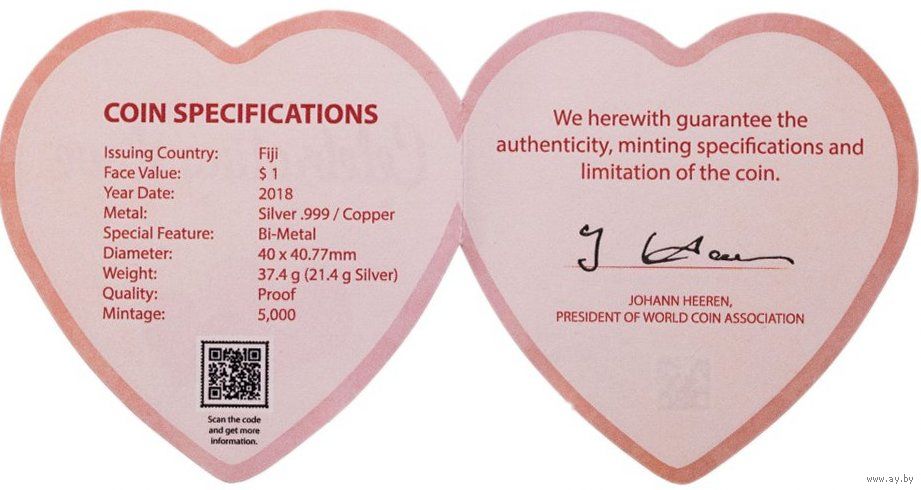 COIN SPECIFICATIONS
Issuing Country: Fiji
Face Value: $ 1
Year Date: 2018
Metal: Silver .999 / Copper
Special Feature: Bi-Metal
Diameter: 40 x 40.77mm
Weight: 37.4 g (21.4 g Silver)
Quality: Proof
Mintage: 5,000
Scan the code
and get more
information.
We herewith guarantee the
authenticity, minting specifications and
limitation of the coin.
JOHANN HEEREN,
PRESIDENT OF WORLD COIN ASSOCIATION
www.ay.by